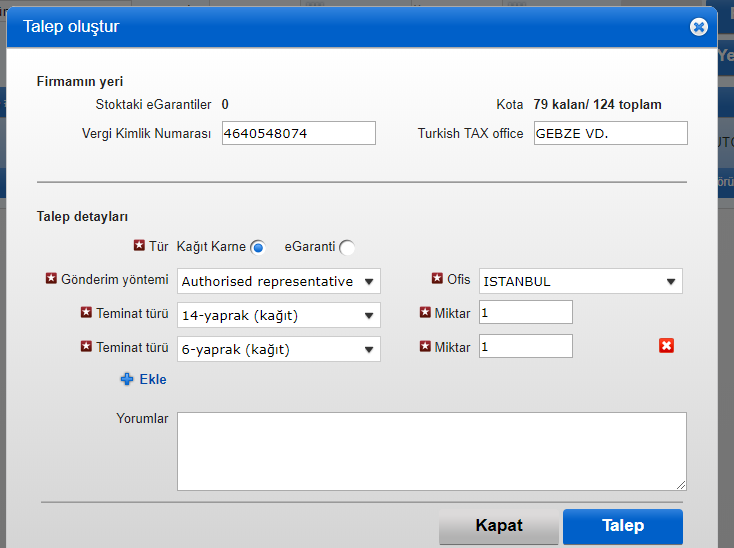 Talep oluştur
Firmamın yeri
Stoktaki eGarantiler 0 Kota 79 kalan/ 124 toplam
Vergi Kimlik Numarası 4640548074 Turkish TAX office GEBZE VD.
Talep detayları
Tür Kağıt Karne eGaranti
Gönderim yöntemi Authorised representative Ofis ISTANBUL
Teminat türü 14-yaprak (kağıt) Miktar 1
Teminat türü 6-yaprak (kağıt) Miktar 1
Ekle
Yorumlar
Kapat Talep